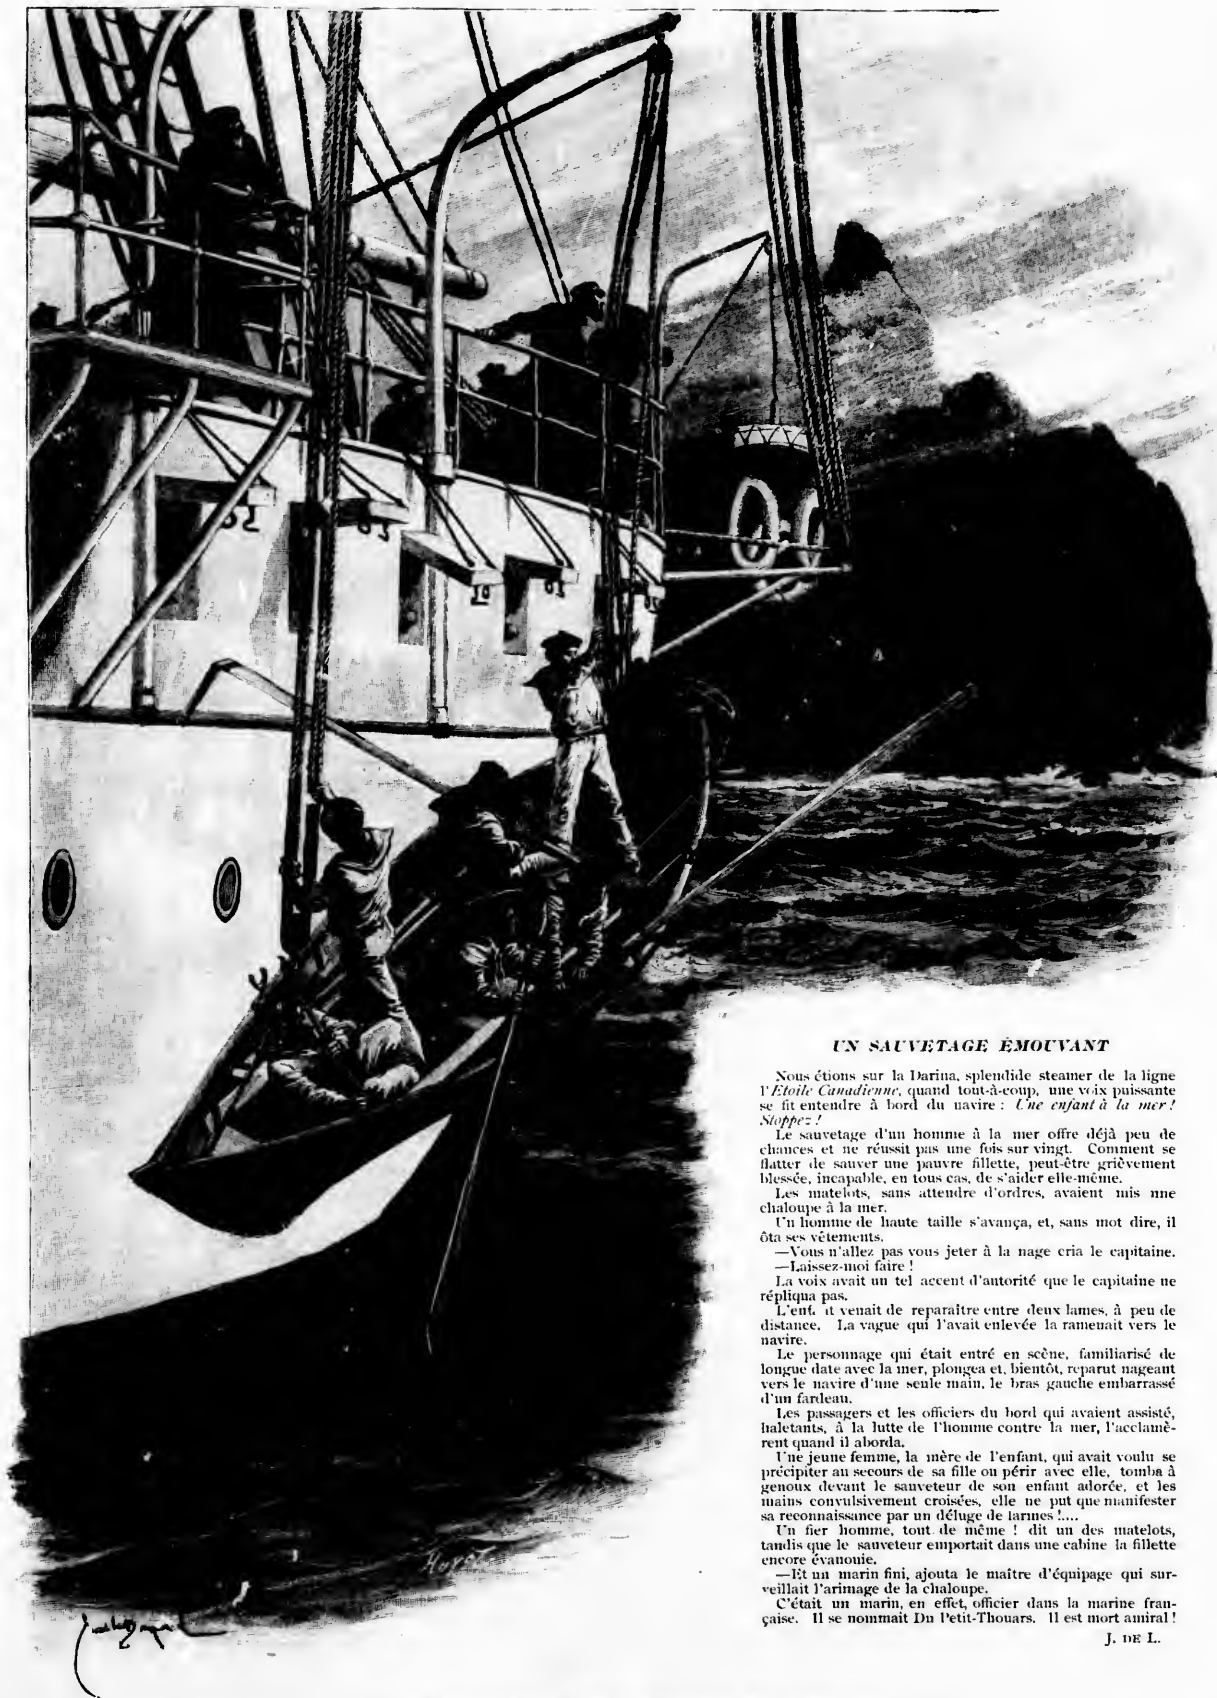 UN SAUVETAGE ÉMOUVANT
Nous étions sur la Darina, splendide steamer de la ligne
l'Etoile Canadienne, quand tout-à-coup, une voix puissante
se fit entendre à bord du navire : Une enfant à la mer !
Stoppez !
Le sauvetage d'un homme à la mer offre déjà peu de
chances et ne réussit pas une fois sur vingt. Comment se
flatter de sauver une pauvre fillette, peut-être grièvement
blessée, incapable, en tous cas, de s'aider elle-même.
Les matelots, sans attendre d'ordres, avaient mis une
chaloupe à la mer.
Un homme de haute taille s'avança, et, sans mot dire, il
ôta ses vêtements.
—Vous n'allez pas vous jeter à la nage cria le capitaine.
—Laissez-moi faire !
La voix avait un tel accent d'autorité que le capitaine ne
répliqua pas.
L'enfant venait de reparaître entre deux lames, à peu de
distance. La vague qui l'avait enlevée la ramenait vers le
navire.
Le personnage qui était entré en scène, familiarisé de
longue date avec la mer, plongea et, bientôt, reparut nageant
vers le navire d'une seule main, le bras gauche embarrassé
d'un fardeau.
Les passagers et les officiers du bord qui avaient assisté,
haletants, à la lutte de l'homme contre la mer, l'acclamè-
rent quand il aborda.
Une jeune femme, la mère de l'enfant, qui avait voulu se
précipiter au secours de sa fille ou périr avec elle, tomba à
genoux devant le sauveteur de son enfant adorée, et les
mains convulsivement croisées, elle ne put que manifester
sa reconnaissance par un déluge de larmes !....
Un fier homme, tout de même ! dit un des matelots,
tandis que le sauveteur emportait dans une cabine la fillette
encore évanouie.
—Et un marin fini, ajouta le maître d'équipage qui sur-
veillait l'arimage de la chaloupe.
C'était un marin, en effet, officier dans la marine fran-
çaise. Il se nommait Du Petit-Thouars. Il est mort amiral !
J. DE L.